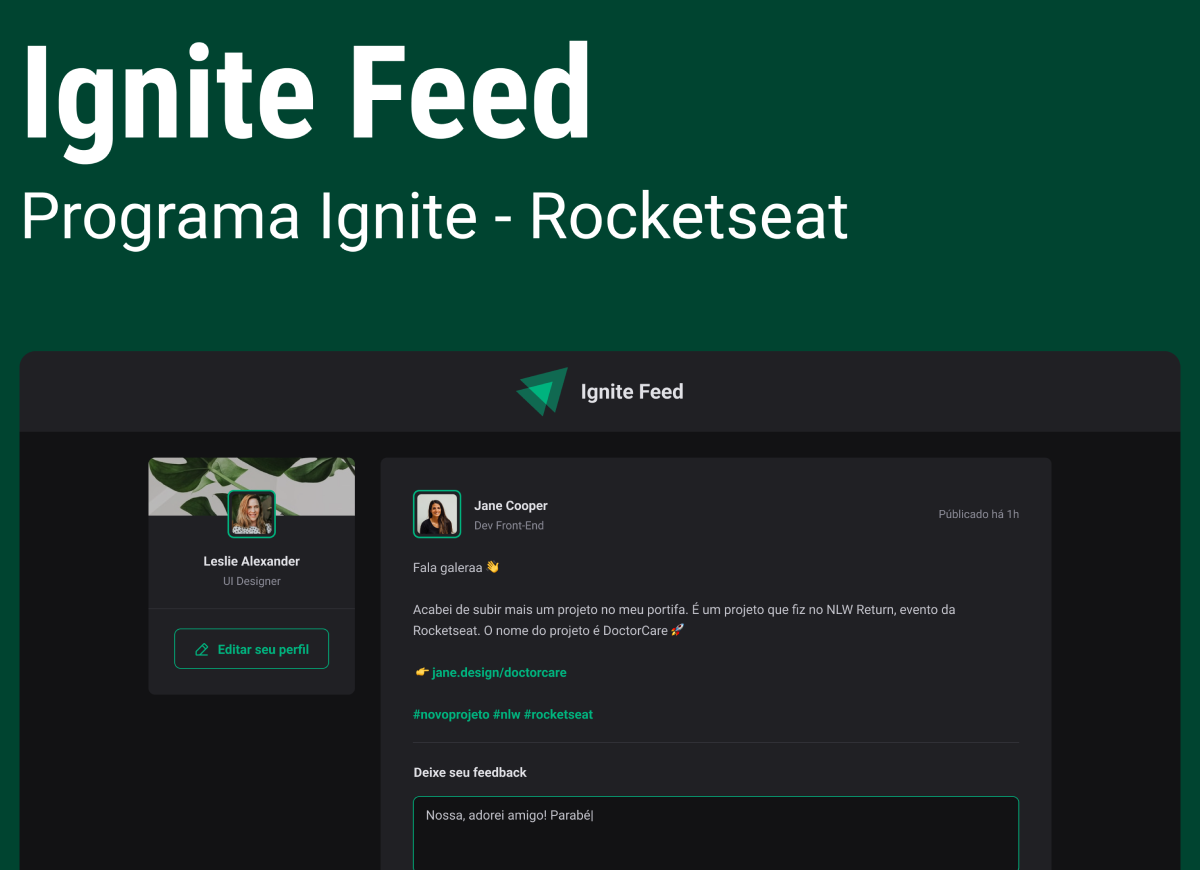 Ignite Feed
Programa Ignite - Rocketseat
Ignite Feed
Leslie Alexander
UI Designer
Editar seu perfil
Jane Cooper
Dev Front-End
Públicado há 1h
Fala galeraa 👋
Acabei de subir mais um projeto no meu portifa. É um projeto que fiz no NLW Return, evento da
Rocketseat. O nome do projeto é DoctorCare 🚀
👉 jane.design/doctorcare
#novoprojeto #nlw #rocketseat
Deixe seu feedback
Nossa, adorei amigo! Parabé|